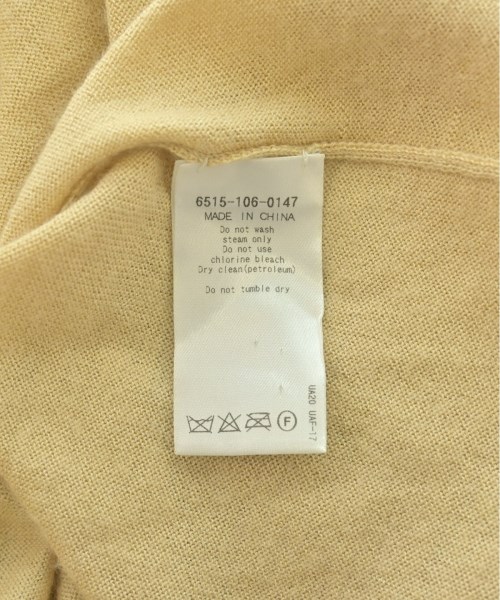 6515-106-0147
MADE IN CHINA
Do not wash
steam only
Do not use
chlorine bleach
Dry clean(petroleum)
Do not tumble dry
F
UA20 UAF-17